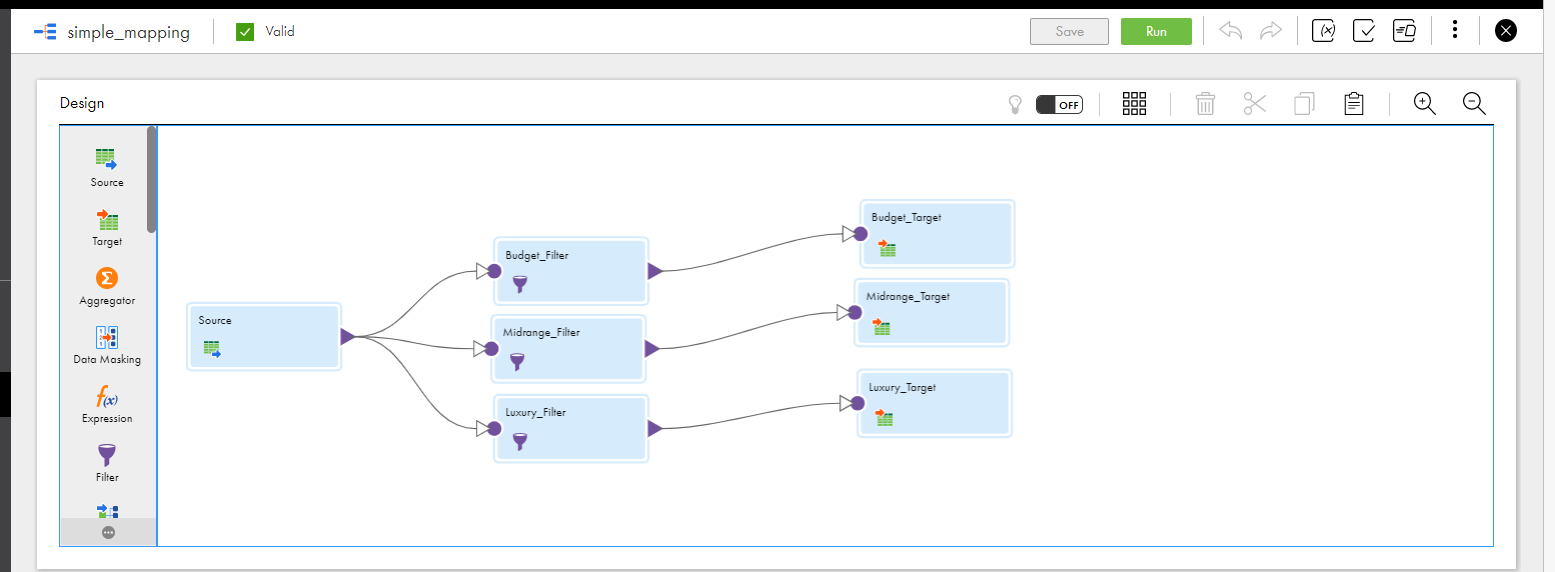 simple_mapping
Valid
Save
Run
(x)
Design
OFF
Source
Target
Σ
Aggregator
Data Masking
f(x)
Expression
Filter
Source
Budget_Filter
Midrange_Filter
Luxury_Filter
Budget_Target
Midrange_Target
Luxury_Target